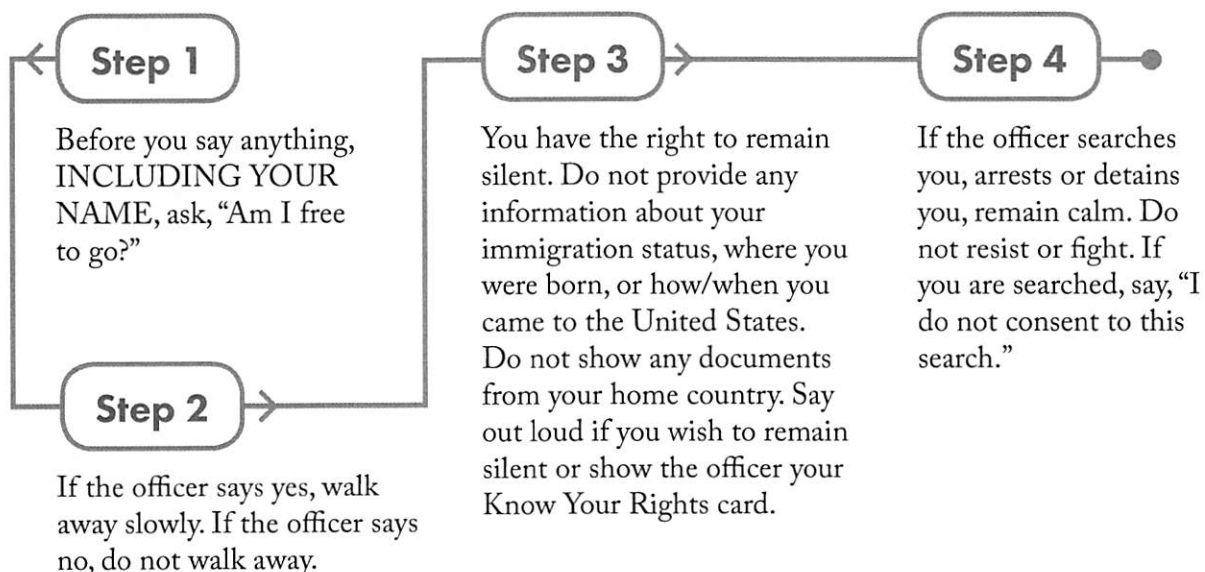 Step 1
Before you say anything,
INCLUDING YOUR
NAME, ask, “Am I free
to go?”
Step 2
If the officer says yes, walk
away slowly. If the officer says
no, do not walk away.
Step 3
You have the right to remain
silent. Do not provide any
information about your
immigration status, where you
were born, or how/when you
came to the United States.
Do not show any documents
from your home country. Say
out loud if you wish to remain
silent or show the officer your
Know Your Rights card.
Step 4
If the officer searches
you, arrests or detains
you, remain calm. Do
not resist or fight. If
you are searched, say, “I
do not consent to this
search.”